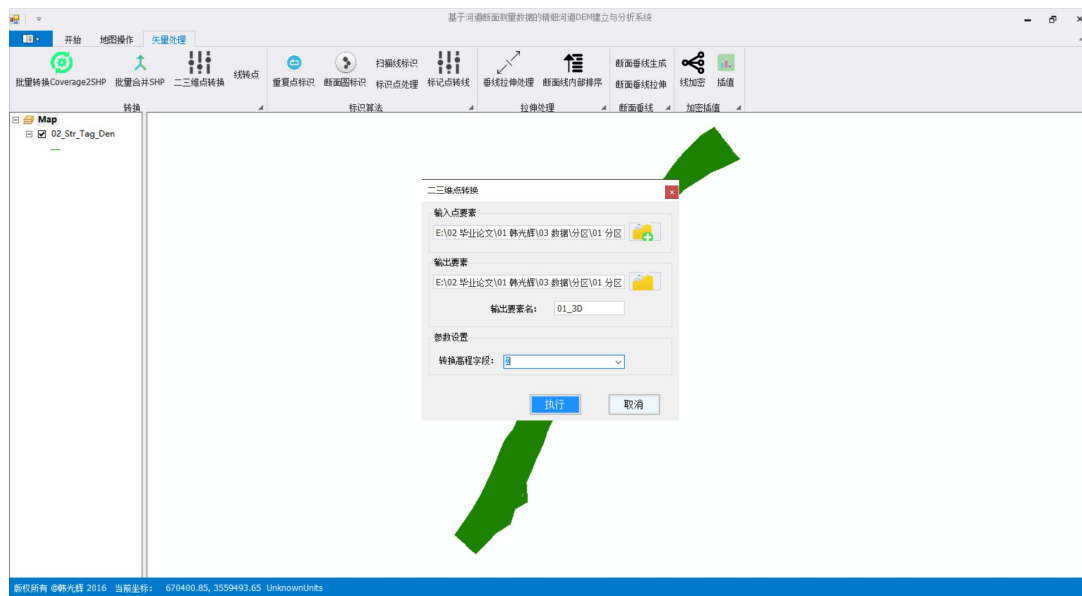 基于河道断面测量数据的精细河道DEM建立与分析系统
开始 地图操作 矢量处理
批量转换Coverage2SHP 批量合并SHP 二三维点转换 线转点
转换
重复点标识 断面圆标识 扫描线标识 标识点处理 标记点转线
标识算法
垂线拉伸处理 断面线内部排序
拉伸处理
断面垂线生成
断面垂线拉伸
断面垂线
线加密 插值
加密插值
Map
02_Str_Tag_Den
二三维点转换
输入点要素
E:\02 毕业论文\01 韩光辉\03 数据\分区\01 分区
输出要素
E:\02 毕业论文\01 韩光辉\03 数据\分区\01 分区
输出要素名: 01_3D
参数设置
转换高程字段:
执行 取消
版权所有 @韩光辉 2016 当前坐标: 670400.85, 3559493.65 UnknownUnits